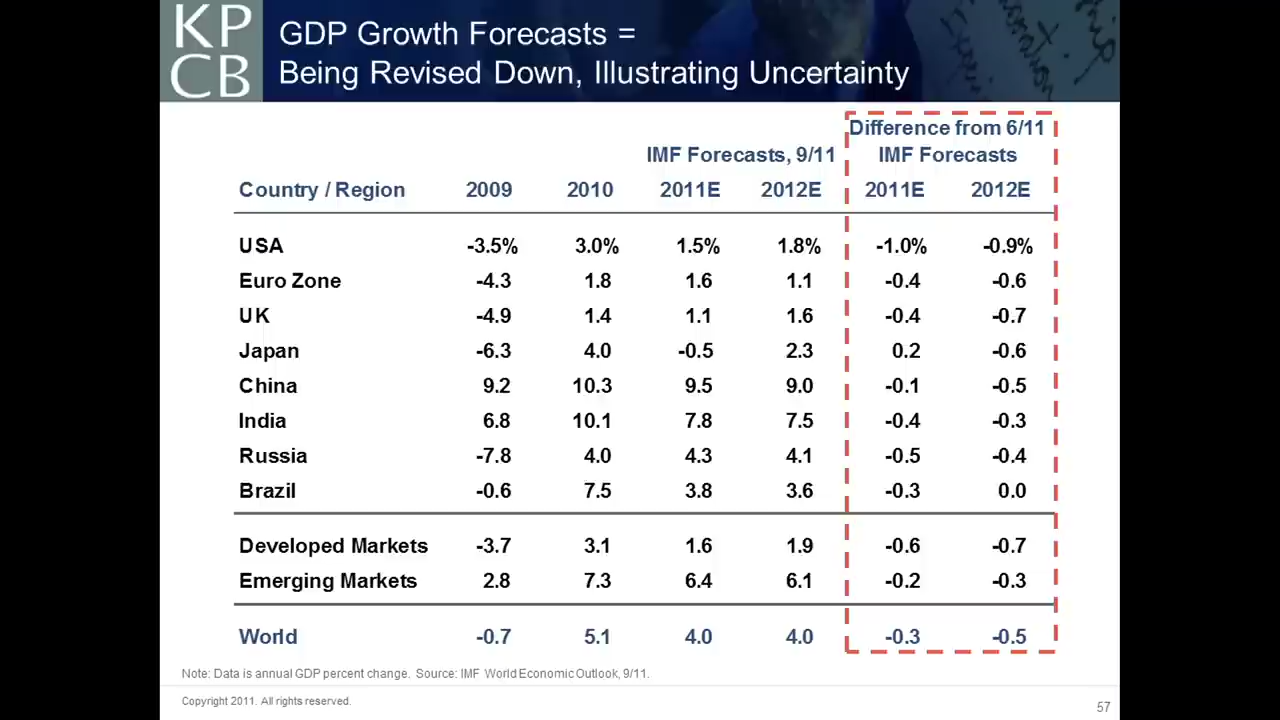 KP
CB
GDP Growth Forecasts =
Being Revised Down, Illustrating Uncertainty
Difference from 6/11
IMF Forecasts, 9/11 IMF Forecasts
Country / Region 2009 2010 2011E 2012E 2011E 2012E
USA -3.5% 3.0% 1.5% 1.8% -1.0% -0.9%
Euro Zone -4.3 1.8 1.6 1.1 -0.4 -0.6
UK -4.9 1.4 1.1 1.6 -0.4 -0.7
Japan -6.3 4.0 -0.5 2.3 0.2 -0.6
China 9.2 10.3 9.5 9.0 -0.1 -0.5
India 6.8 10.1 7.8 7.5 -0.4 -0.3
Russia -7.8 4.0 4.3 4.1 -0.5 -0.4
Brazil -0.6 7.5 3.8 3.6 -0.3 0.0
Developed Markets -3.7 3.1 1.6 1.9 -0.6 -0.7
Emerging Markets 2.8 7.3 6.4 6.1 -0.2 -0.3
World -0.7 5.1 4.0 4.0 -0.3 -0.5
Note: Data is annual GDP percent change. Source: IMF World Economic Outlook, 9/11.
Copyright 2011. All rights reserved.
57